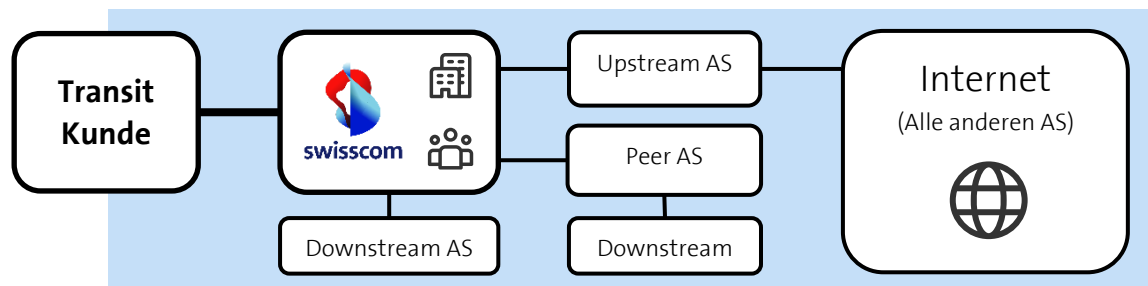 Transit
Kunde
swisscom
Upstream AS
Peer AS
Downstream AS
Downstream
Internet
(Alle anderen AS)